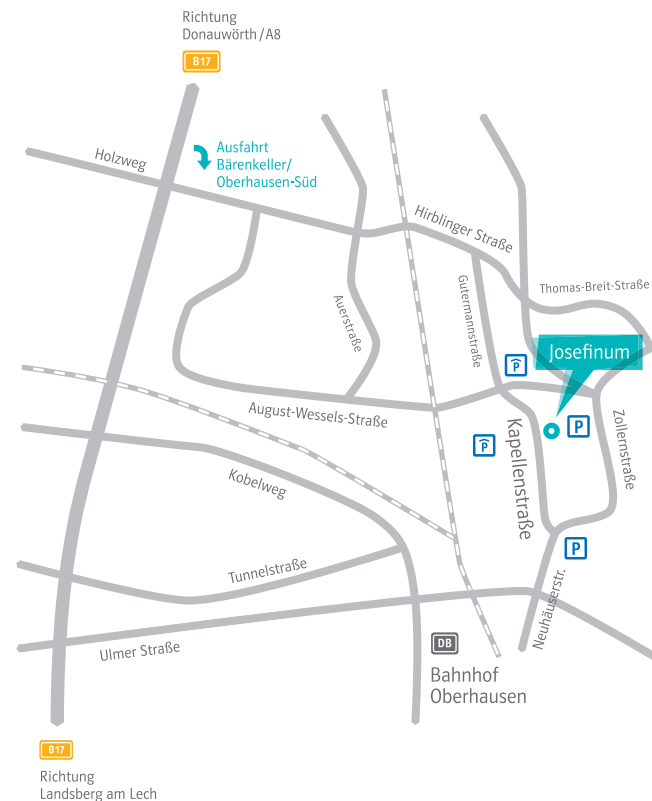 Richtung
Donauwörth/A8
B17
Ausfahrt
Bärenkeller/
Oberhausen-Süd
Holzweg
Hirblinger Straße
Thomas-Breit-Straße
Gutermannstraße
Auerstraße
Josefinum
P
August-Wessels-Straße
Kapellenstraße
P
P
Zollernstraße
Kobelweg
P
Tunnelstraße
Neuhäuserstr.
Ulmer Straße
DB
Bahnhof
Oberhausen
B17
Richtung
Landsberg am Lech